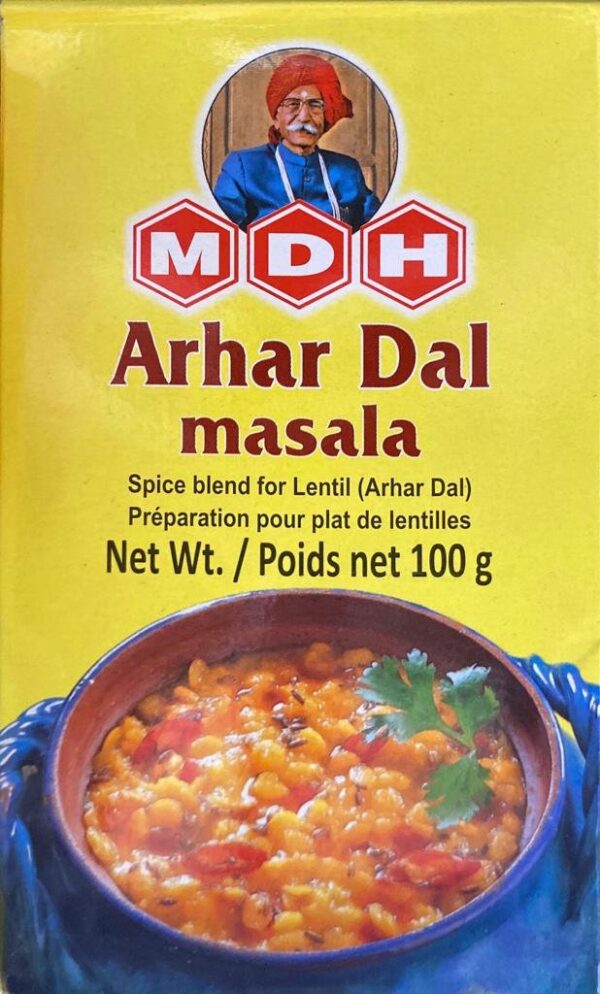 MDH
Arhar Dal
masala
Spice blend for Lentil (Arhar Dal)
Préparation pour plat de lentilles
Net Wt. / Poids net 100 g